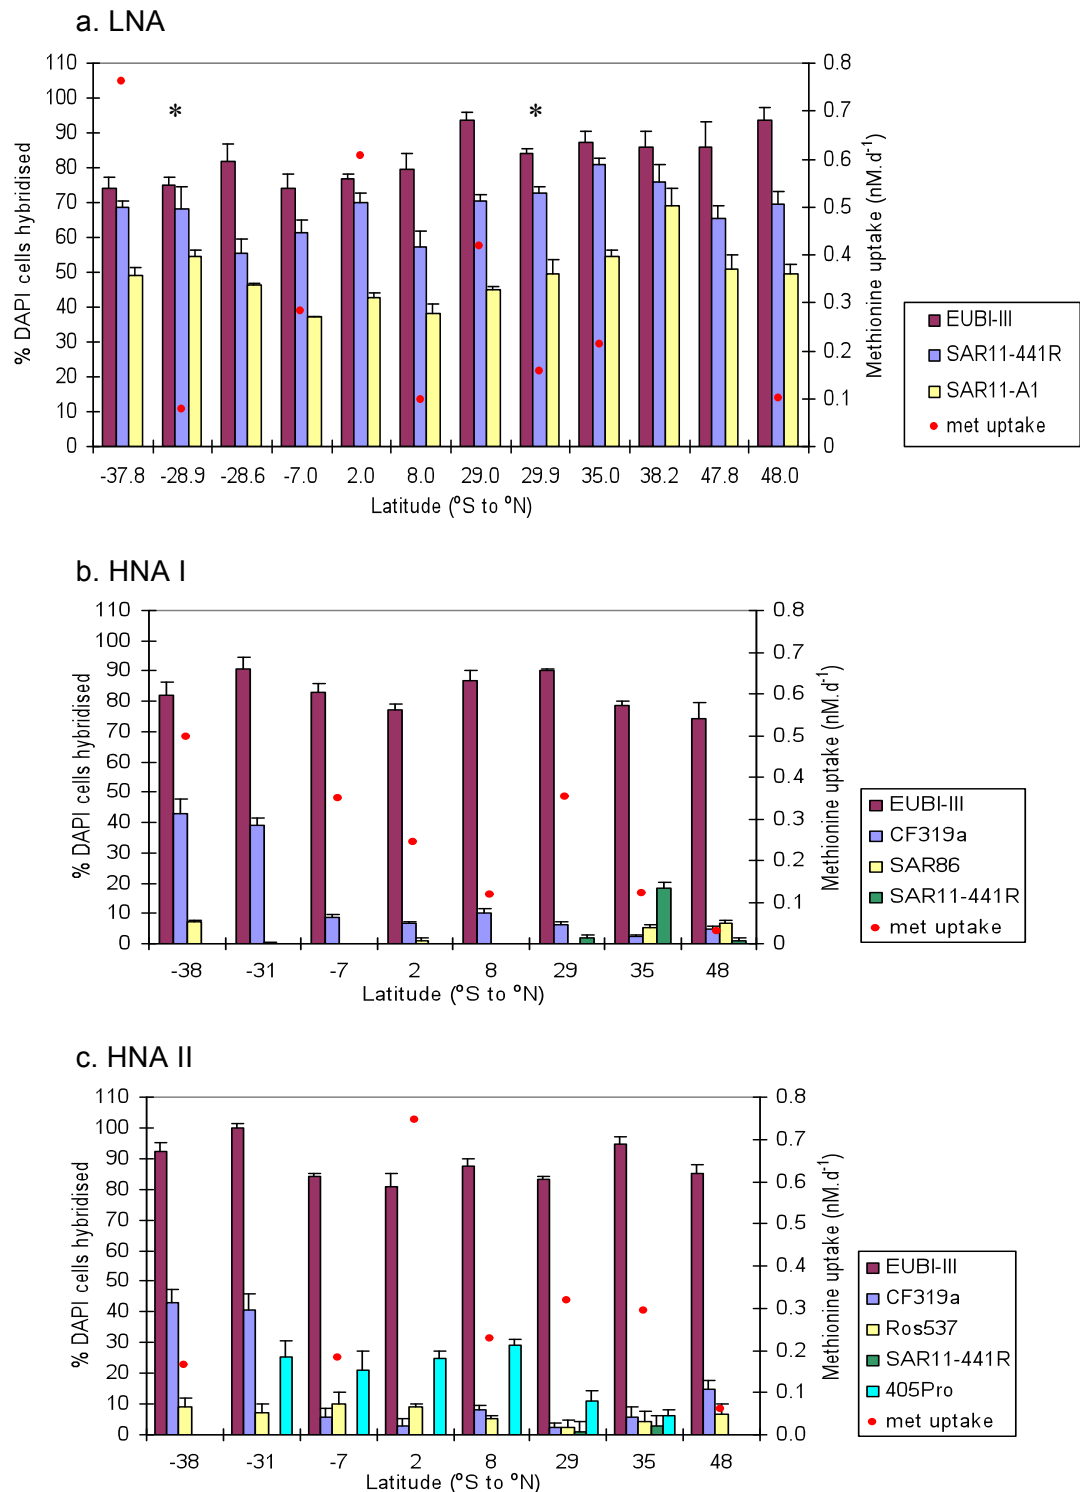 a. LNA
110
100
90
80
70
60
50
40
30
20
10
0
% DAPI cells hybridised
* *
0.8
0.7
0.6
0.5
0.4
0.3
0.2
0.1
0
Methionine uptake (nM.d-1)
-37.8 -28.9 -28.6 -7.0 2.0 8.0 29.0 29.9 35.0 38.2 47.8 48.0
Latitude (°S to °N)
EUBI-III
SAR11-441R
SAR11-A1
met uptake
b. HNA I
110
100
90
80
70
60
50
40
30
20
10
0
% DAPI cells hybridised
0.8
0.7
0.6
0.5
0.4
0.3
0.2
0.1
0
Methionine uptake (nM.d-1)
-38 -31 -7 2 8 29 35 48
Latitude (°S to °N)
EUBI-III
CF319a
SAR86
SAR11-441R
met uptake
c. HNA II
110
100
90
80
70
60
50
40
30
20
10
0
% DAPI cells hybridised
0.8
0.7
0.6
0.5
0.4
0.3
0.2
0.1
0.0
Methionine uptake (nM.d-1)
-38 -31 -7 2 8 29 35 48
Latitude (°S to °N)
EUBI-III
CF319a
Ros537
SAR11-441R
405Pro
met uptake